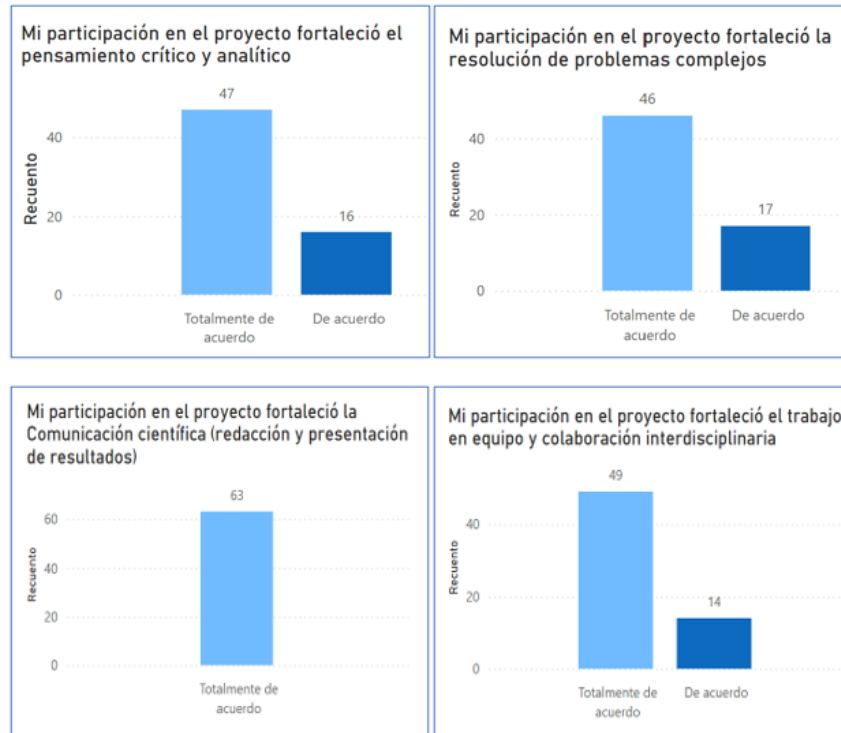 Mi participación en el proyecto fortaleció el
pensamiento crítico y analítico
47
40
16
20
0
Recuento
Totalmente de
acuerdo
De acuerdo
Mi participación en el proyecto fortaleció la
resolución de problemas complejos
46
40
17
20
0
Recuento
Totalmente de
acuerdo
De acuerdo
Mi participación en el proyecto fortaleció la
Comunicación científica (redacción y presentación
de resultados)
63
60
40
20
0
Recuento
Totalmente de
acuerdo
Mi participación en el proyecto fortaleció el trabajo
en equipo y colaboración interdisciplinaria
49
40
14
20
0
Recuento
Totalmente de
acuerdo
De acuerdo